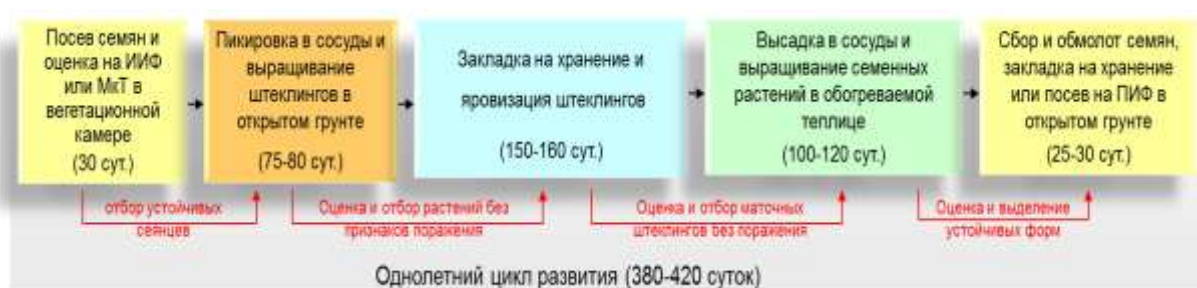 Посев семян и
оценка на ИИФ
или МкТ в
вегетационной
камере
(30 сут.)
Пикировка в сосуды и
выращивание
штеклингов в
открытом грунте
(75-80 сут.)
Закладка на хранение и
яровизация штеклингов
(150-160 сут.)
Высадка в сосуды и
выращивание семенных
растений в обогреваемой
теплице
(100-120 сут.)
Сбор и обмолот семян,
закладка на хранение
или посев на ПИФ в
открытом грунте
(25-30 сут.)
отбор устойчивых
сеянцев
Оценка и отбор растений без
признаков поражения
Оценка и отбор маточных
штеклингов без поражения
Оценка и выделение
устойчивых форм
Однолетний цикл развития (380-420 суток)